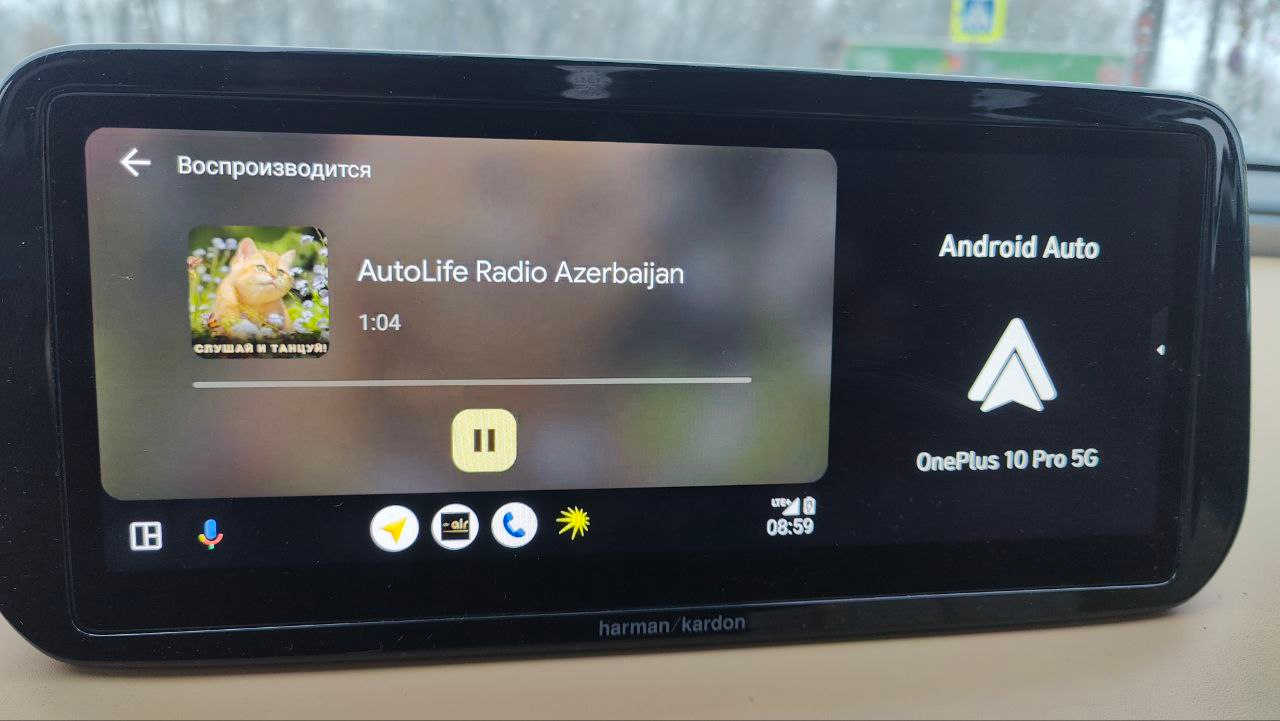 Воспроизводится
AutoLife Radio Azerbaijan
1:04
СЛУШАЙ И ТАНЦУЙ!
Android Auto
OnePlus 10 Pro 5G
air
LTE+
08:59
harman/kardon